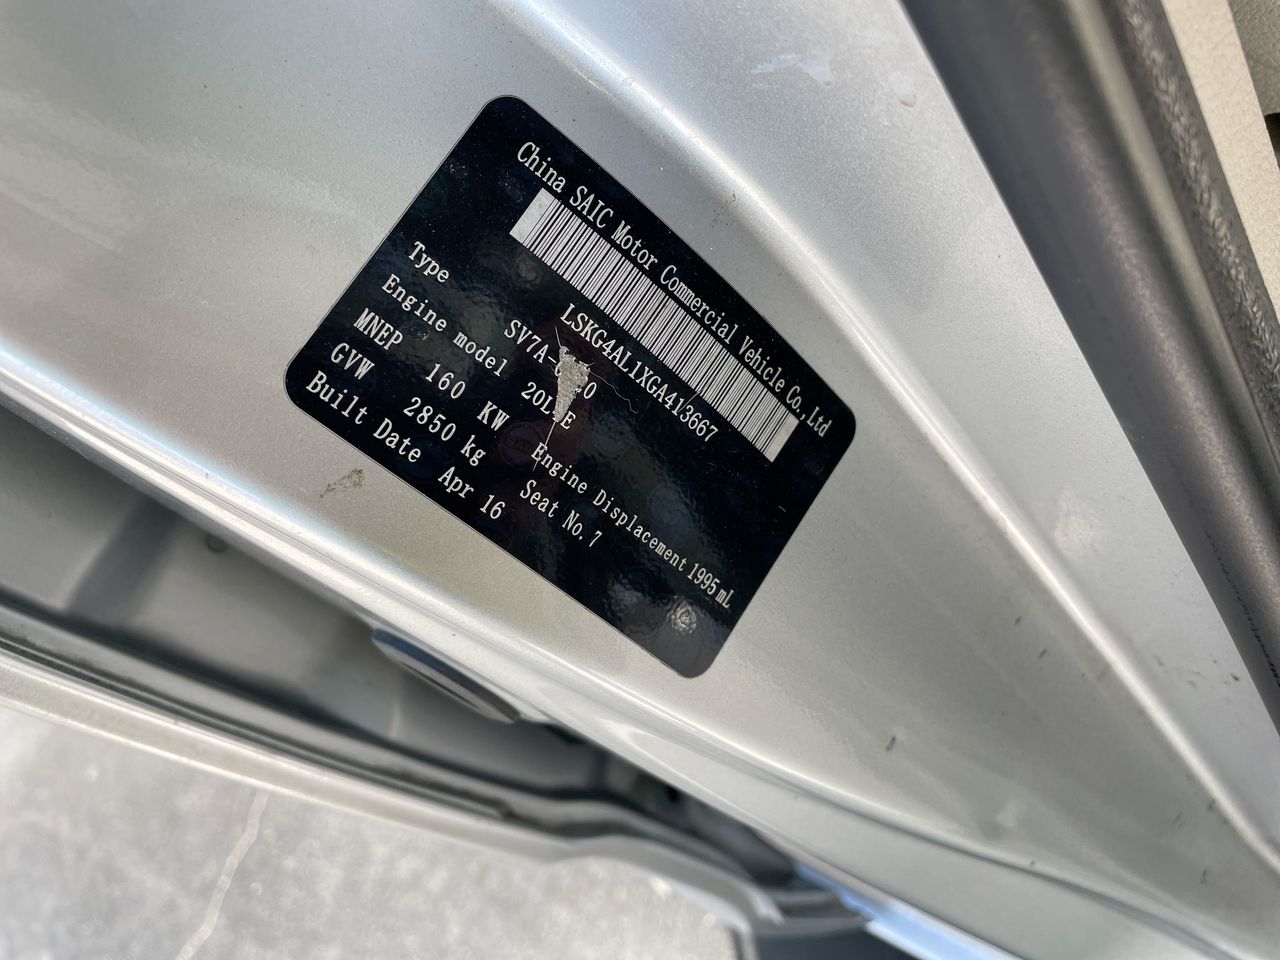 China SAIC Motor Commercial Vehicle Co.,Ltd
LSKG4AL1XGA413667
Type
Engine model
MNEP 160 KW Engine Displacement 1995 mL
GVW 2850 kg Seat No. 7
Built Date Apr 16